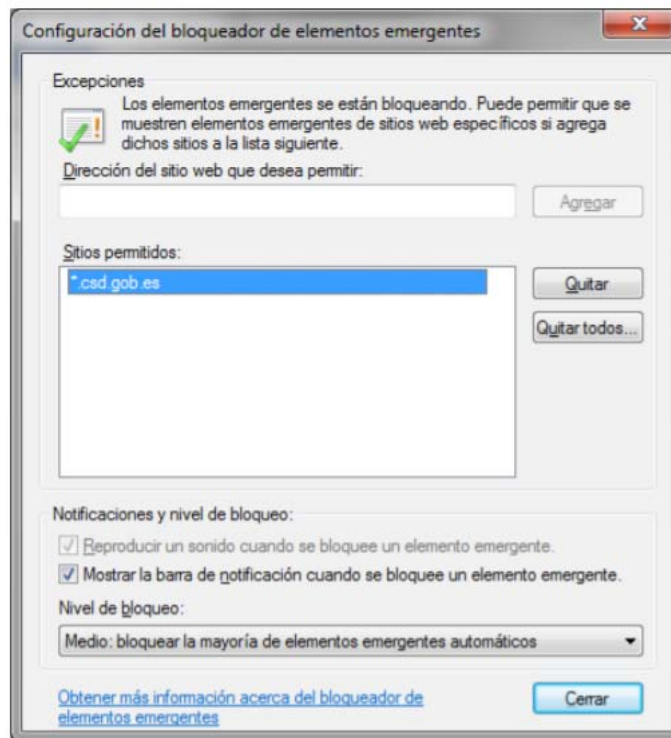 Configuración del bloqueador de elementos emergentes
Excepciones
Los elementos emergentes se están bloqueando. Puede permitir que se
muestren elementos emergentes de sitios web específicos si agrega
dichos sitios a la lista siguiente.
Dirección del sitio web que desea permitir:
Agregar
Sitios permitidos:
*.csd.gob.es
Quitar
Quitar todos...
Notificaciones y nivel de bloqueo:
Reproducir un sonido cuando se bloquee un elemento emergente.
Mostrar la barra de notificación cuando se bloquee un elemento emergente.
Nivel de bloqueo:
Medio: bloquear la mayoría de elementos emergentes automáticos
Obtener más información acerca del bloqueador de
elementos emergentes
Cerrar